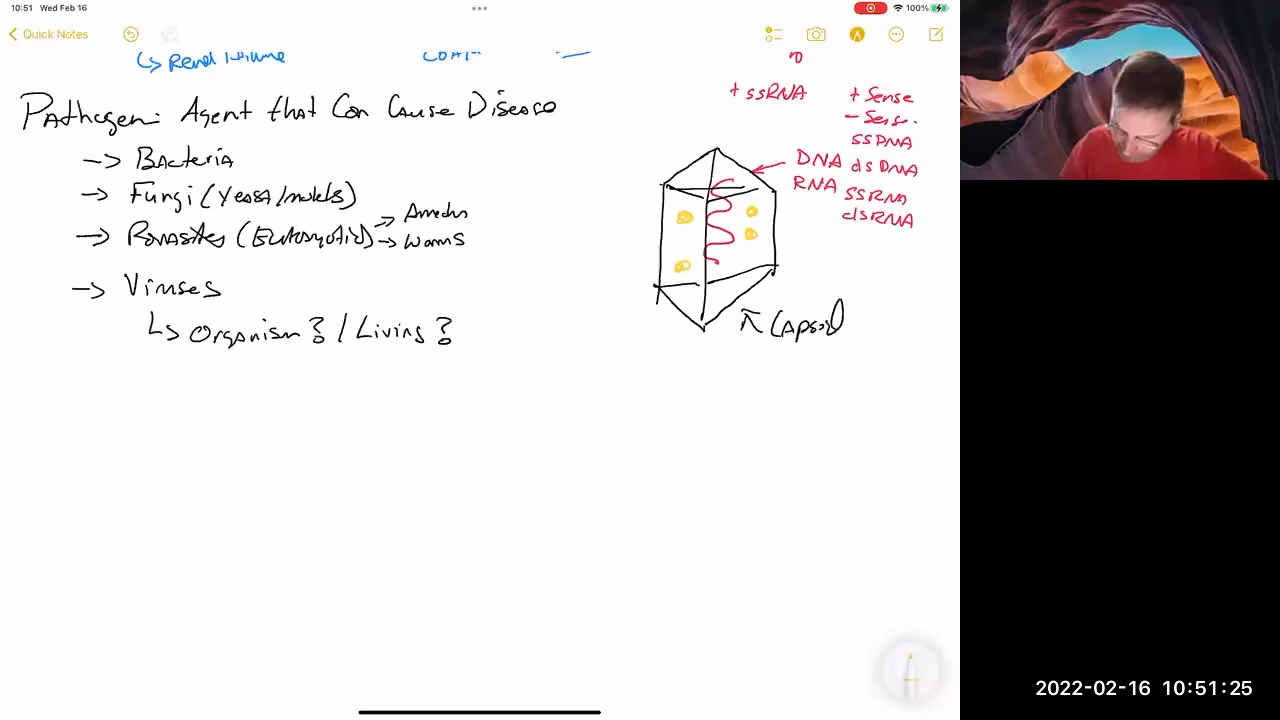 10:51 Wed Feb 16
100%
Quick Notes
Pathogen: Agent that Can Cause Disease
-> Bacteria
-> Fungi (Yeast/molds)
-> Parasites (Eukaryotic) -> Amebas
-> Worms
-> Viruses
↳ Organism? / Living?
+ ssRNA
+ Sense
- Sense
ssDNA
DNA dsDNA
RNA ssRNA
dsRNA
Capsid
2022-02-16 10:51:25